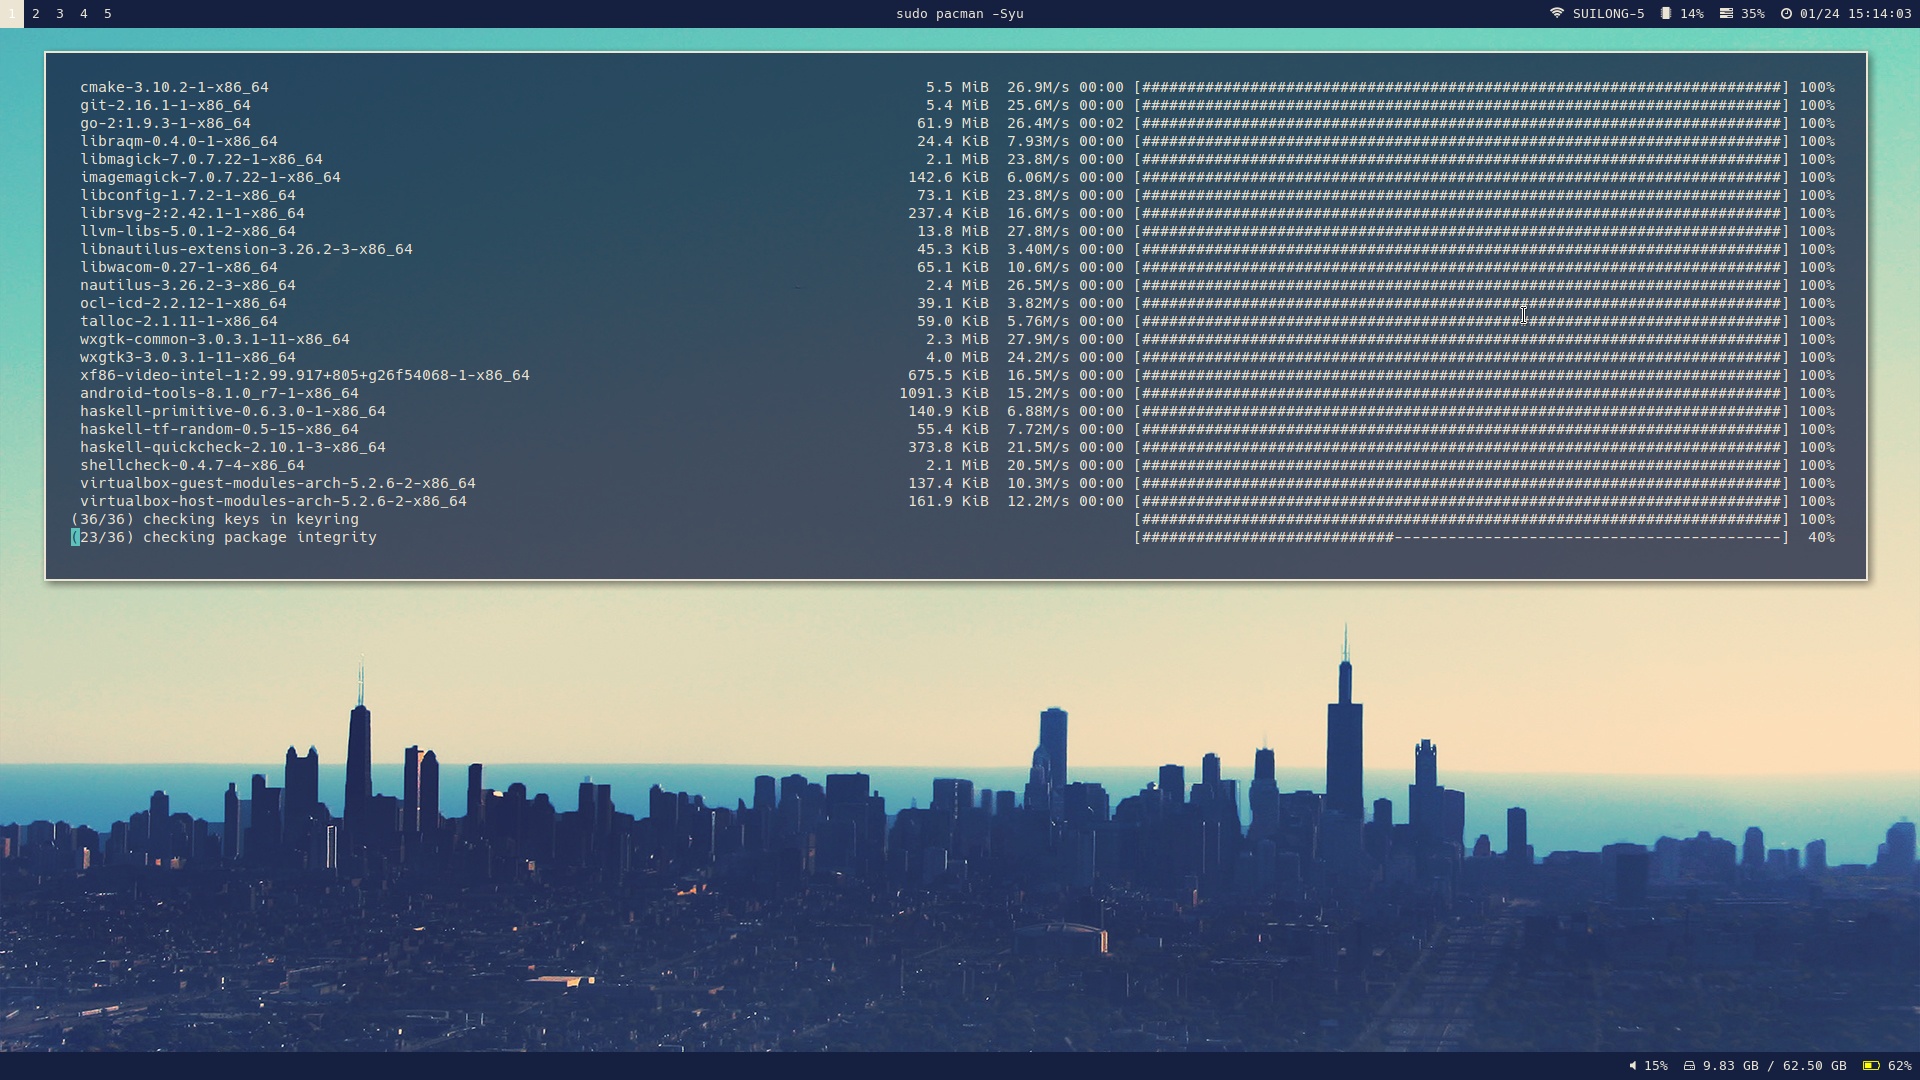 1 2 3 4 5 sudo pacman -Syu SUILONG-5 14% 35% 01/24 15:14:03
cmake-3.10.2-1-x86_64 5.5 MiB 26.9M/s 00:00 [#######################################################################] 100%
git-2.16.1-1-x86_64 5.4 MiB 25.6M/s 00:00 [#######################################################################] 100%
go-2:1.9.3-1-x86_64 61.9 MiB 26.4M/s 00:02 [#######################################################################] 100%
libraqm-0.4.0-1-x86_64 24.4 KiB 7.93M/s 00:00 [#######################################################################] 100%
libmagick-7.0.7.22-1-x86_64 2.1 MiB 23.8M/s 00:00 [#######################################################################] 100%
imagemagick-7.0.7.22-1-x86_64 142.6 KiB 6.06M/s 00:00 [#######################################################################] 100%
libconfig-1.7.2-1-x86_64 73.1 KiB 23.8M/s 00:00 [#######################################################################] 100%
librsvg-2:2.42.1-1-x86_64 237.4 KiB 16.6M/s 00:00 [#######################################################################] 100%
llvm-libs-5.0.1-2-x86_64 13.8 MiB 27.8M/s 00:00 [#######################################################################] 100%
libnautilus-extension-3.26.2-3-x86_64 45.3 KiB 3.40M/s 00:00 [#######################################################################] 100%
libwacom-0.27-1-x86_64 65.1 KiB 10.6M/s 00:00 [#######################################################################] 100%
nautilus-3.26.2-3-x86_64 2.4 MiB 26.5M/s 00:00 [#######################################################################] 100%
ocl-icd-2.2.12-1-x86_64 39.1 KiB 3.82M/s 00:00 [#######################################################################] 100%
talloc-2.1.11-1-x86_64 59.0 KiB 5.76M/s 00:00 [#######################################################################] 100%
wxgtk-common-3.0.3.1-11-x86_64 2.3 MiB 27.9M/s 00:00 [#######################################################################] 100%
wxgtk3-3.0.3.1-11-x86_64 4.0 MiB 24.2M/s 00:00 [#######################################################################] 100%
xf86-video-intel-1:2.99.917+805+g26f54068-1-x86_64 675.5 KiB 16.5M/s 00:00 [#######################################################################] 100%
android-tools-8.1.0_r7-1-x86_64 1091.3 KiB 15.2M/s 00:00 [#######################################################################] 100%
haskell-primitive-0.6.3.0-1-x86_64 140.9 KiB 6.88M/s 00:00 [#######################################################################] 100%
haskell-tf-random-0.5-15-x86_64 55.4 KiB 7.72M/s 00:00 [#######################################################################] 100%
haskell-quickcheck-2.10.1-3-x86_64 373.8 KiB 21.5M/s 00:00 [#######################################################################] 100%
shellcheck-0.4.7-4-x86_64 2.1 MiB 20.5M/s 00:00 [#######################################################################] 100%
virtualbox-guest-modules-arch-5.2.6-2-x86_64 137.4 KiB 10.3M/s 00:00 [#######################################################################] 100%
virtualbox-host-modules-arch-5.2.6-2-x86_64 161.9 KiB 12.2M/s 00:00 [#######################################################################] 100%
(36/36) checking keys in keyring [#######################################################################] 100%
(23/36) checking package integrity [############################-------------------------------------------] 40%
15% 9.83 GB / 62.50 GB 62%